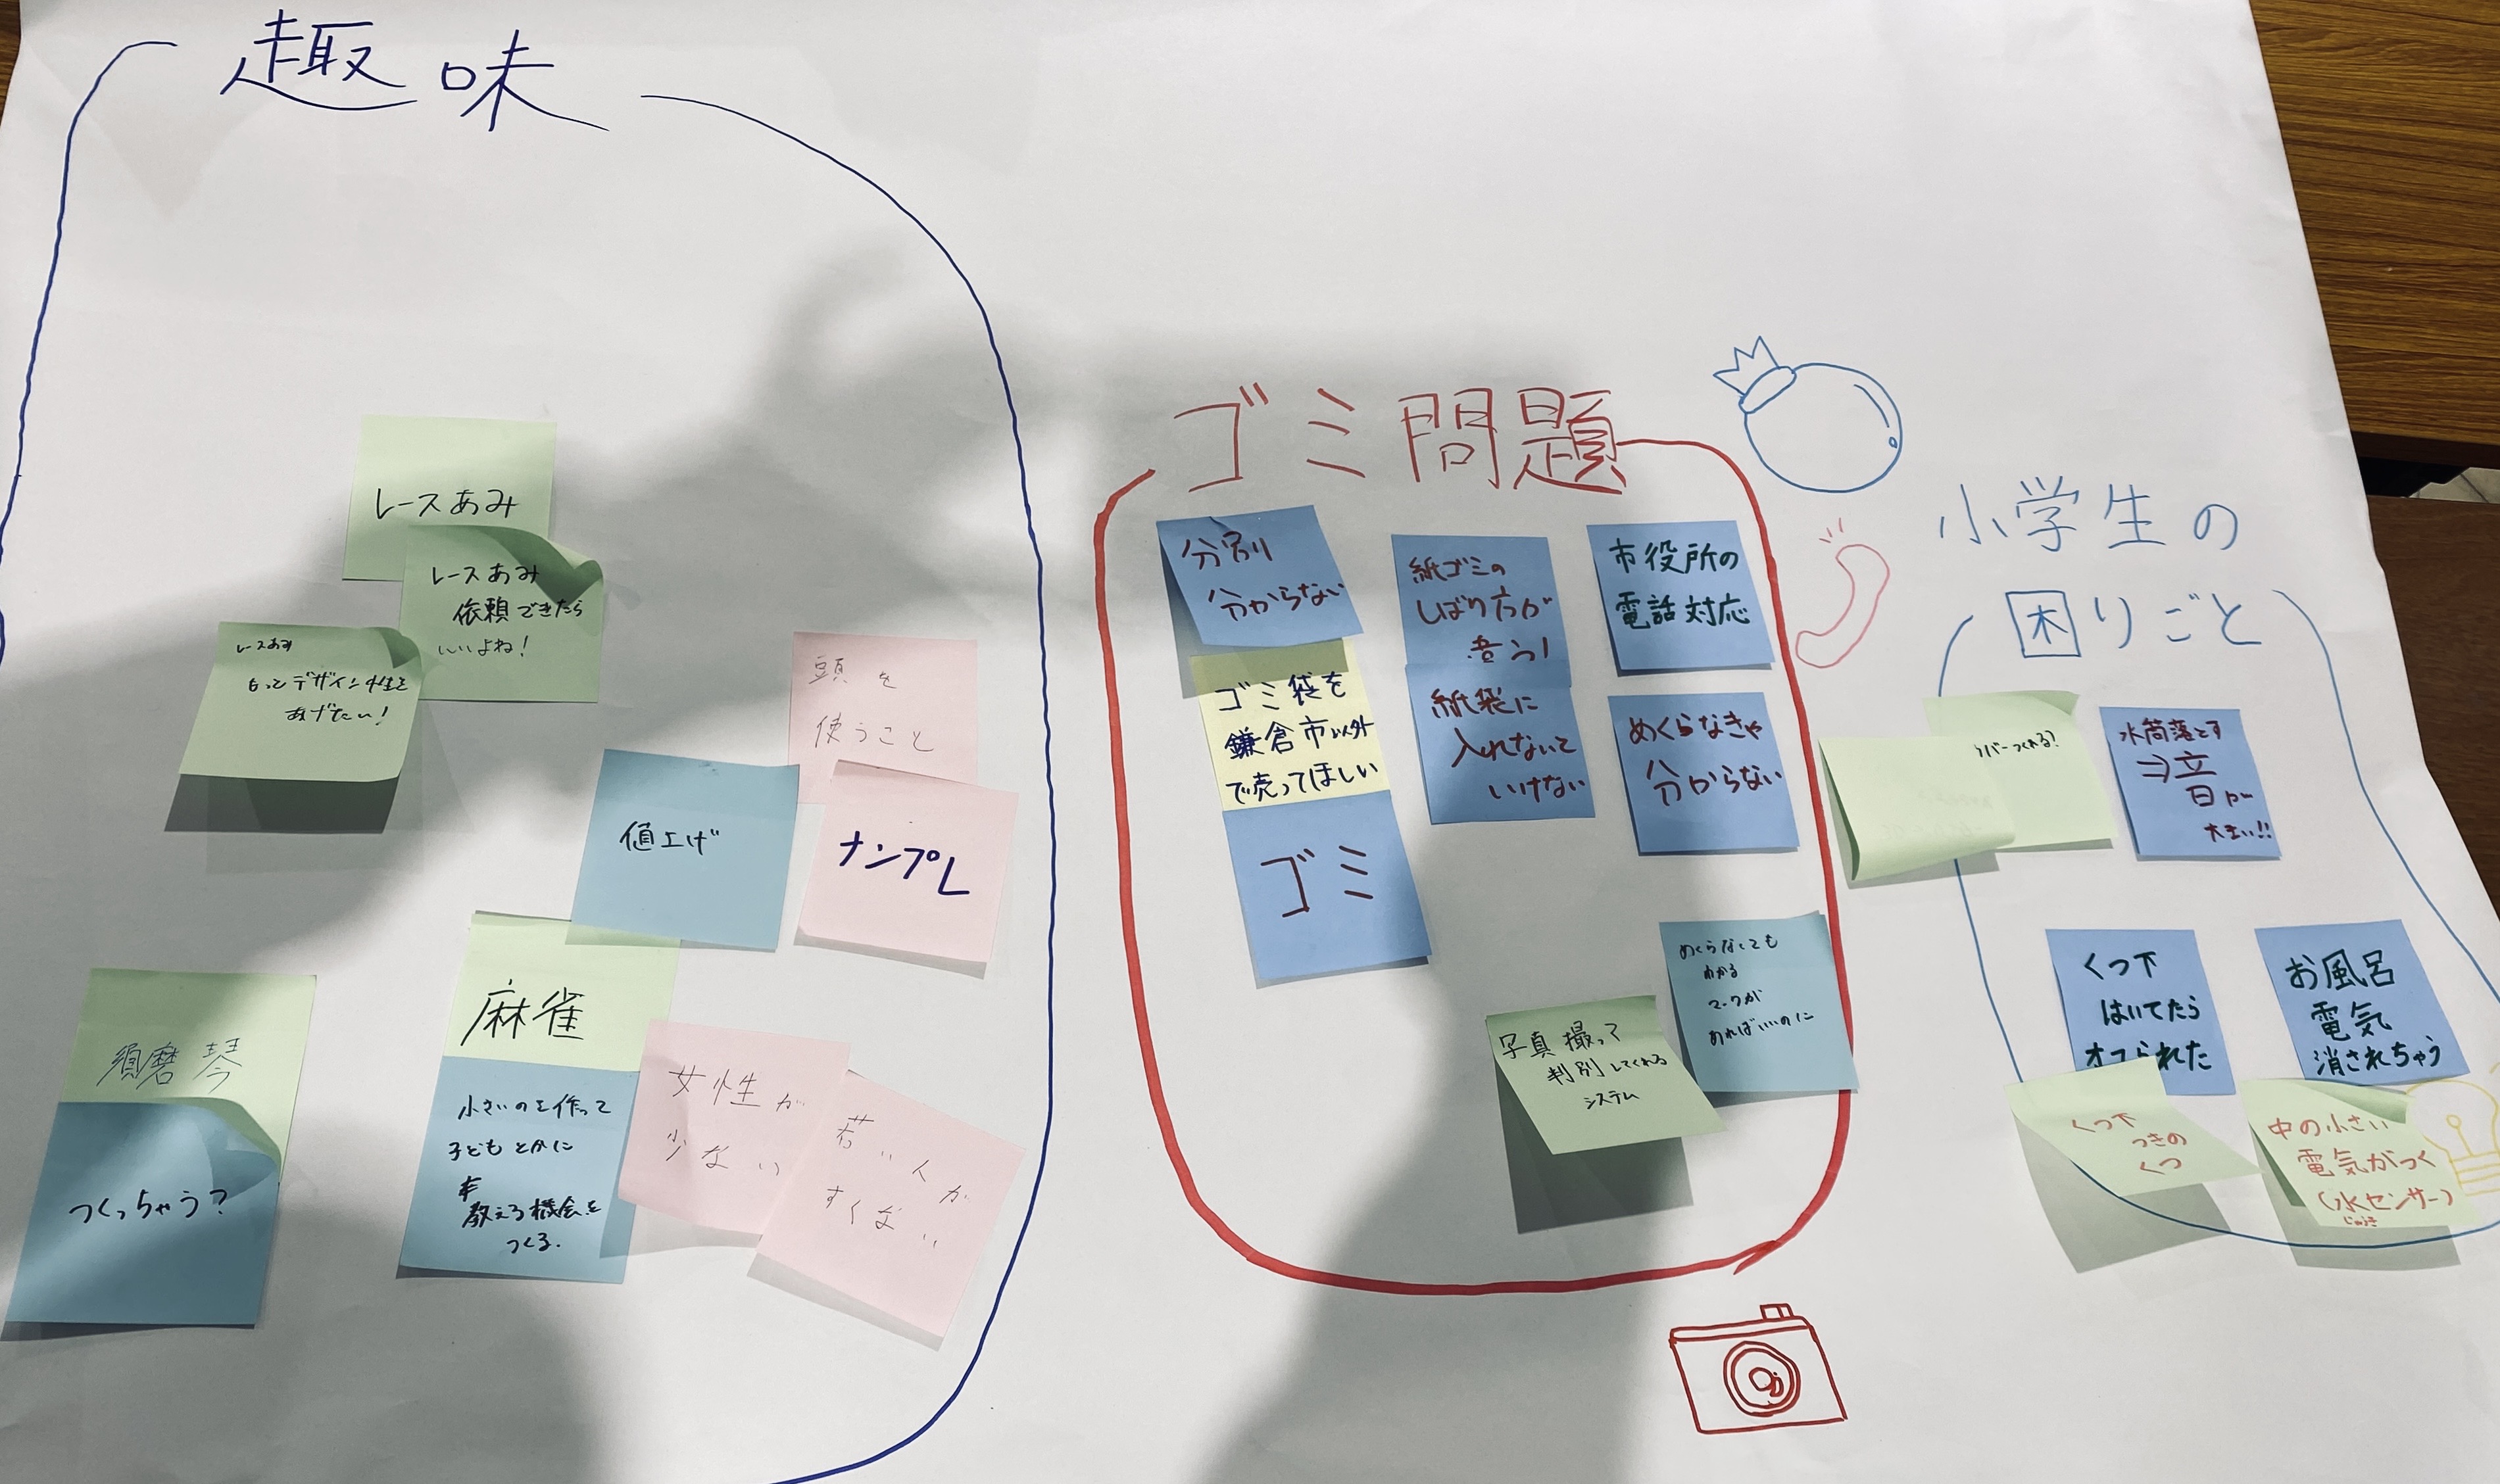 趣味
レースあみ
レースあみ
依頼できたら
いいよね!
レースあみ
もっとデザイン性を
あげたい!
頭を
使うこと
値上げ
ナンプレ
麻雀
小さいのを作って
子どもとかに
教える機会を
つくる.
女性が
少ない
若い人が
すくない
須磨琴
つくっちゃう?
ゴミ問題
分別
分からない
ゴミ袋を
鎌倉市以外
で売ってほしい
ゴミ
紙ゴミの
しばり方が
違う!
紙袋に
入れないと
いけない
市役所の
電話対応
めくらなきゃ
分からない
めくらなくても
わかる
マークが
あればいいのに
写真撮って
判別してくれる
システム
小学生の
困りごと
つくれる?
水筒落とす
⇒音が
大きい!!
くつ下
はいてたら
られた
くつ下
つきの
くつ
お風呂
電気
消されちゃう
中の小さい
電気がつく
(水センサー)